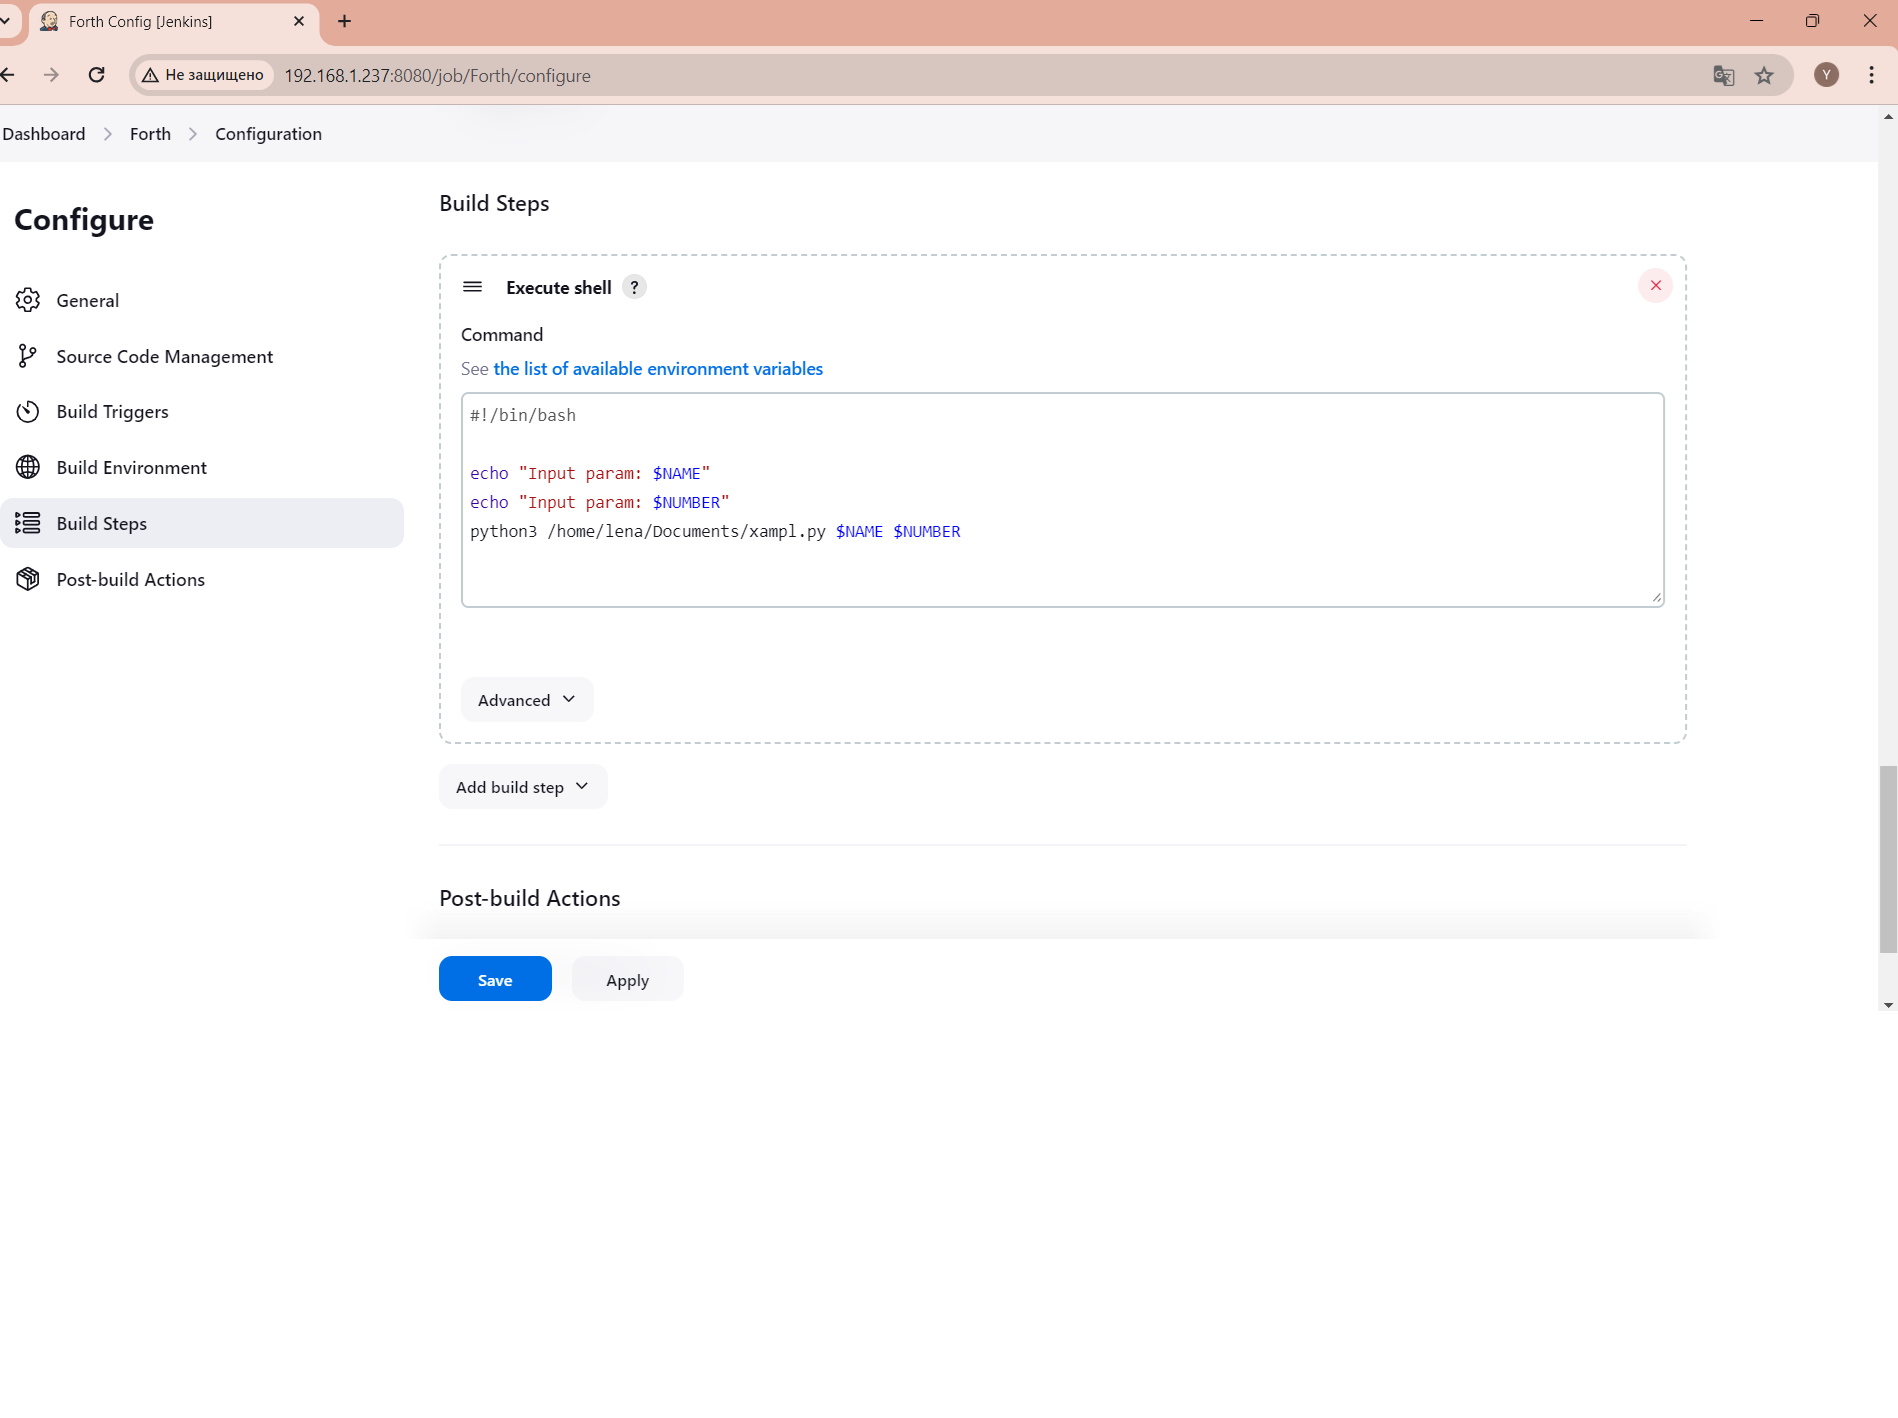 Forth Config [Jenkins]
Не защищено
192.168.1.237:8080/job/Forth/configure
Y
Dashboard
Forth
Configuration
Configure
General
Source Code Management
Build Triggers
Build Environment
Build Steps
Post-build Actions
Build Steps
Execute shell ?
Command
See the list of available environment variables
#!/bin/bash
echo "Input param: $NAME"
echo "Input param: $NUMBER"
python3 /home/lena/Documents/xampl.py $NAME $NUMBER
Advanced
Add build step
Post-build Actions
Save
Apply